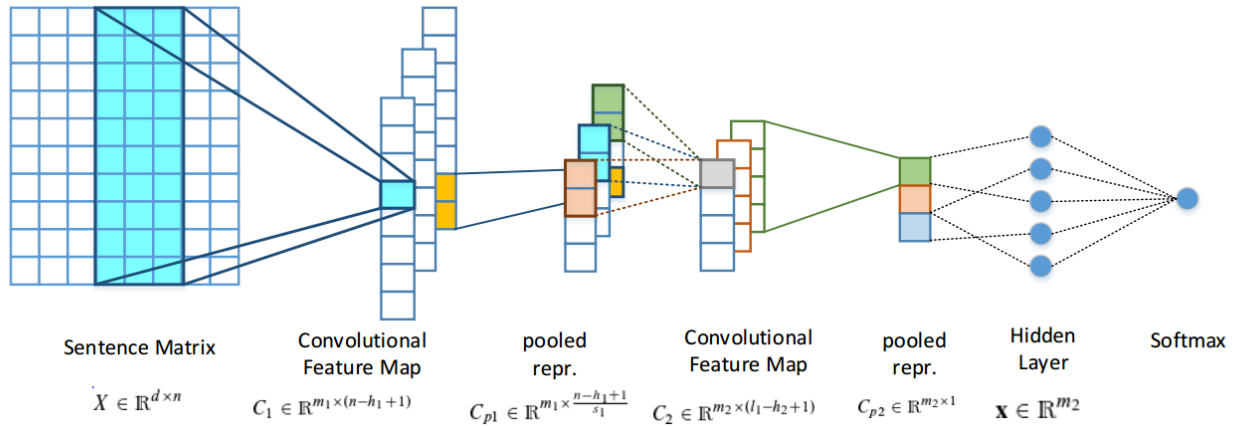 Sentence Matrix
X ∈ ℝ^{d×n}
Convolutional
Feature Map
C₁ ∈ ℝ^{m₁×(n−h₁+1)}
pooled
repr.
C_{p1} ∈ ℝ^{m₁×\frac{n−h₁+1}{s₁}}
Convolutional
Feature Map
C₂ ∈ ℝ^{m₂×(l₁−h₂+1)}
pooled
repr.
C_{p2} ∈ ℝ^{m₂×1}
Hidden
Layer
𝐱 ∈ ℝ^{m₂}
Softmax